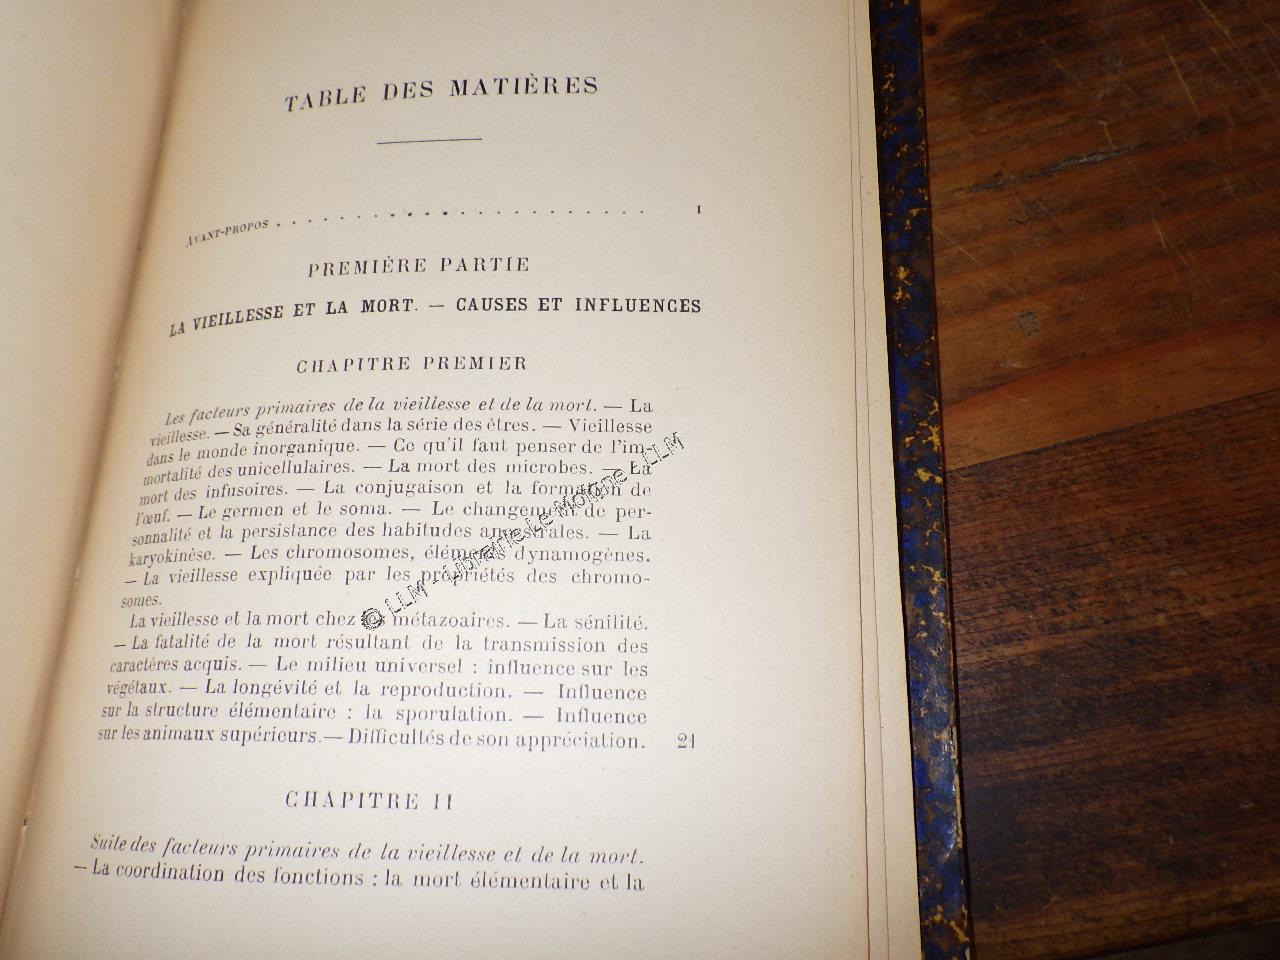 TABLE DES MATIÈRES
AVANT-PROPOS . . . . . . . . . . . . . . . . . . . . . . . I
PREMIÈRE PARTIE
LA VIEILLESSE ET LA MORT. — CAUSES ET INFLUENCES
CHAPITRE PREMIER
Les facteurs primaires de la vieillesse et de la mort. — La
vieillesse. — Sa généralité dans la série des êtres. — Vieillesse
dans le monde inorganique. — Ce qu'il faut penser de l'im-
mortalité des unicellulaires. — La mort des microbes. — La
mort des infusoires. — La conjugaison et la formation de
l'œuf. — Le germen et le soma. — Le changement de per-
sonnalité et la persistance des habitudes ancestrales. — La
karyokinèse. — Les chromosomes, éléments dynamogènes.
— La vieillesse expliquée par les propriétés des chromo-
somes.
La vieillesse et la mort chez les métazoaires. — La sénilité.
— La fatalité de la mort résultant de la transmission des
caractères acquis. — Le milieu universel : influence sur les
végétaux. — La longévité et la reproduction. — Influence
sur la structure élémentaire : la sporulation. — Influence
sur les animaux supérieurs. — Difficultés de son appréciation. 21
CHAPITRE II
Suite des facteurs primaires de la vieillesse et de la mort.
— La coordination des fonctions : la mort élémentaire et la
© LLM - Librairie Le Moigne - LLM